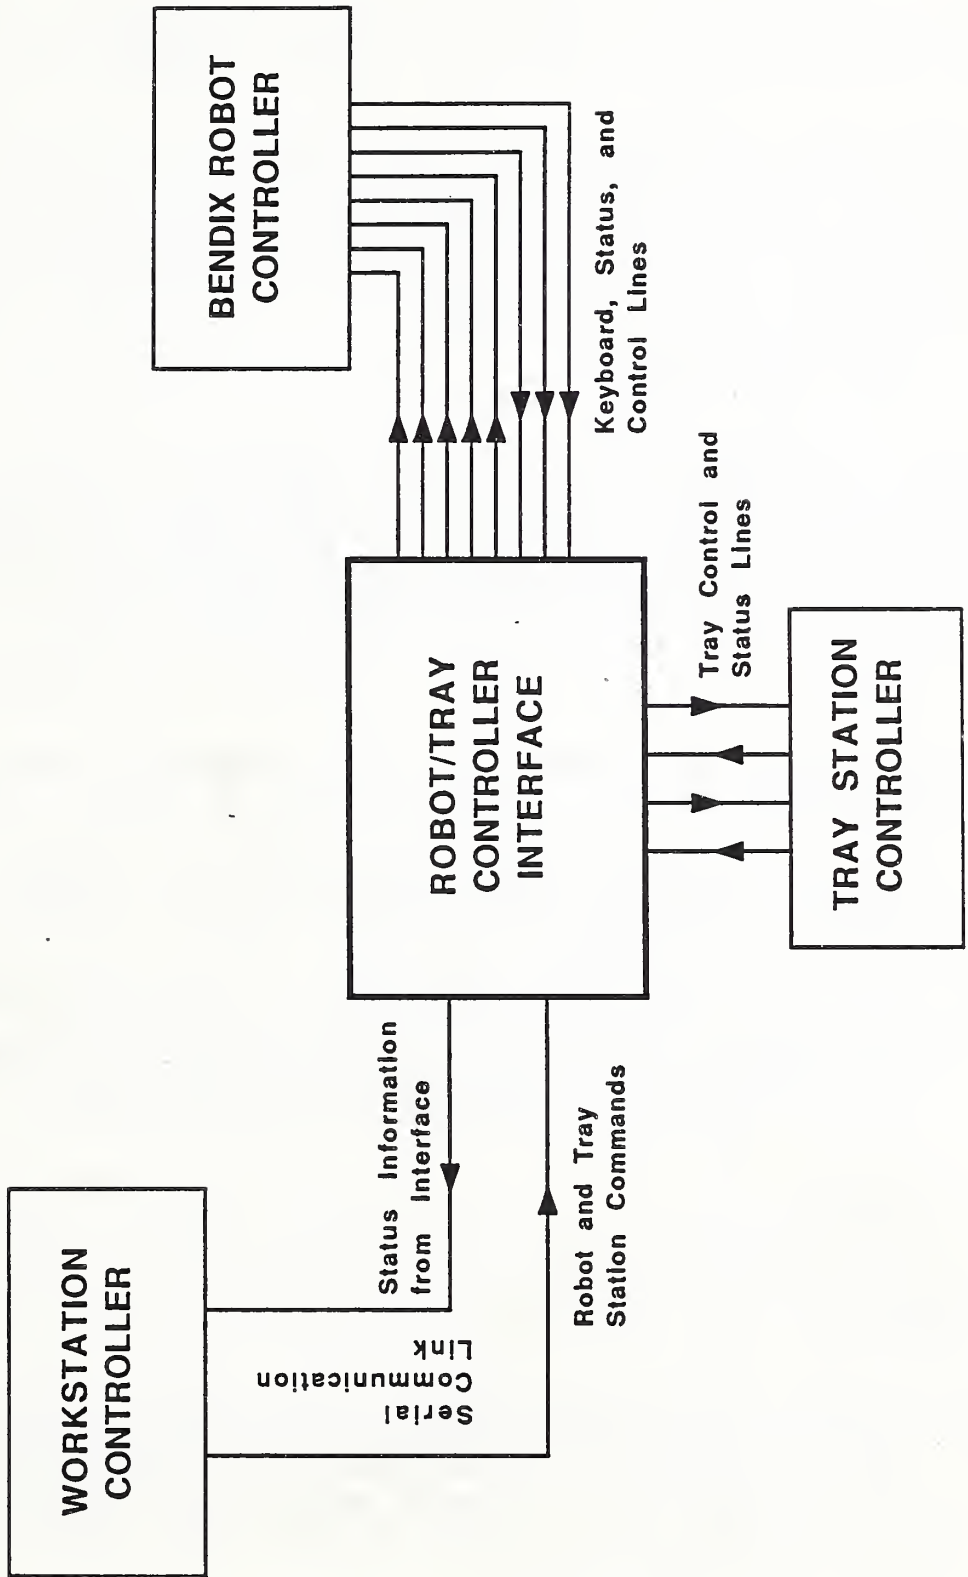 WORKSTATION
CONTROLLER
Serial
Communication
Link
Status Information
from Interface
Robot and Tray
Station Commands
ROBOT/TRAY
CONTROLLER
INTERFACE
BENDIX ROBOT
CONTROLLER
Keyboard, Status, and
Control Lines
Tray Control and
Status Lines
TRAY STATION
CONTROLLER